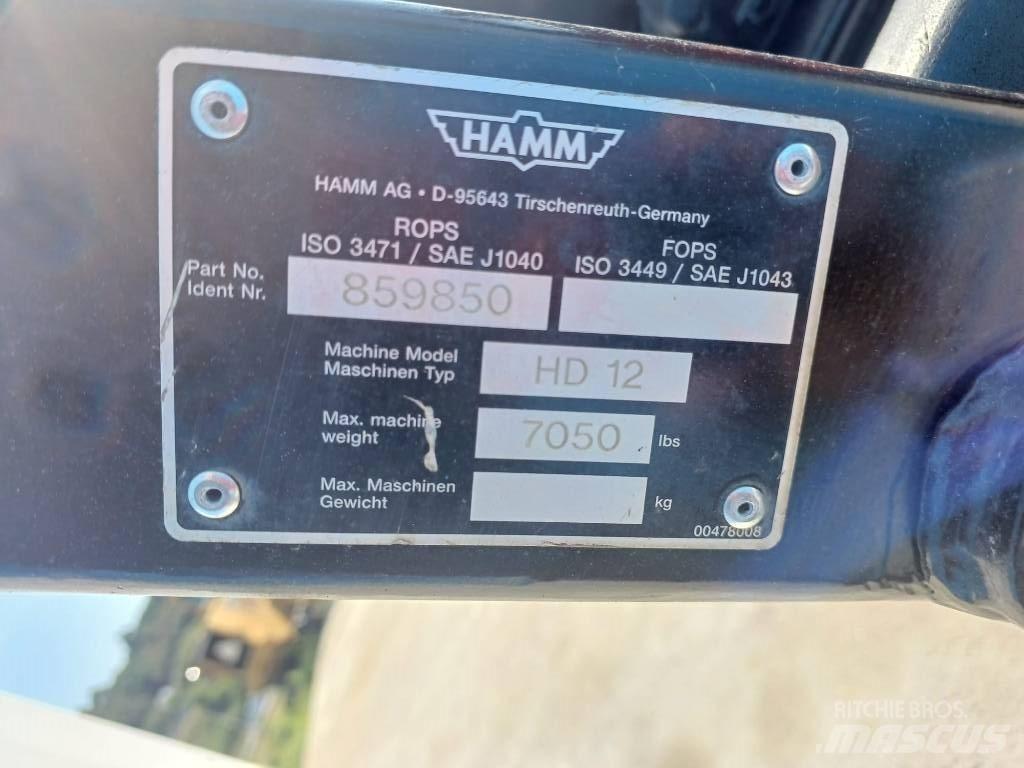 HAMM
HAMM AG • D-95643 Tirschenreuth-Germany
ROPS
ISO 3471 / SAE J1040
FOPS
ISO 3449 / SAE J1043
Part No.
Ident Nr.
859850
Machine Model
Maschinen Typ
HD 12
Max. machine
weight
7050 lbs
Max. Maschinen
Gewicht
kg
00478008
RITCHIE BROS.
MASCUS